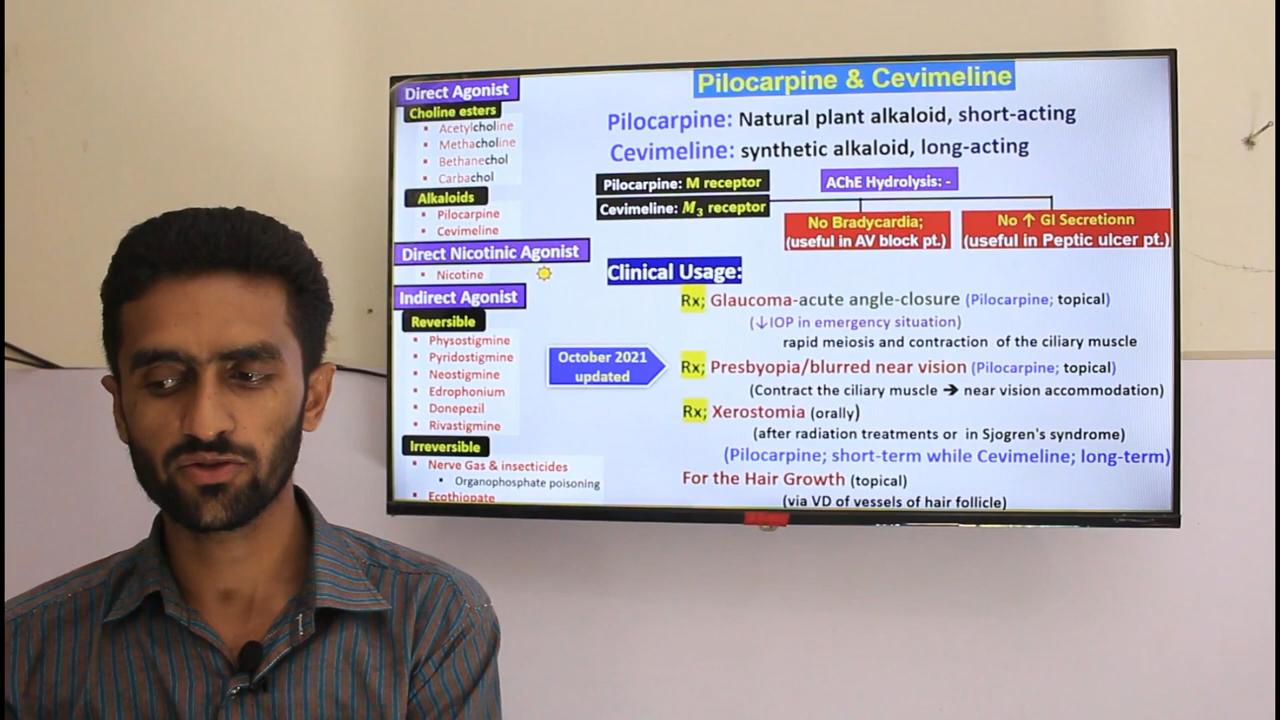 Direct Agonist
Choline esters
▪ Acetylcholine
▪ Methacholine
▪ Bethanechol
▪ Carbachol
Alkaloids
▪ Pilocarpine
▪ Cevimeline
Direct Nicotinic Agonist
▪ Nicotine
Indirect Agonist
Reversible
▪ Physostigmine
▪ Pyridostigmine
▪ Neostigmine
▪ Edrophonium
▪ Donepezil
▪ Rivastigmine
Irreversible
▪ Nerve Gas & insecticides
▪ Organophosphate poisoning
▪ Ecothiopate
Pilocarpine & Cevimeline
Pilocarpine: Natural plant alkaloid, short-acting
Cevimeline: synthetic alkaloid, long-acting
Pilocarpine: M receptor
Cevimeline: M₃ receptor
AChE Hydrolysis: -
No Bradycardia;
(useful in AV block pt.)
No ↑ GI Secretionn
(useful in Peptic ulcer pt.)
Clinical Usage:
Rx; Glaucoma-acute angle-closure (Pilocarpine; topical)
(↓IOP in emergency situation)
rapid meiosis and contraction of the ciliary muscle
October 2021
updated
Rx; Presbyopia/blurred near vision (Pilocarpine; topical)
(Contract the ciliary muscle ➔ near vision accommodation)
Rx; Xerostomia (orally)
(after radiation treatments or in Sjogren's syndrome)
(Pilocarpine; short-term while Cevimeline; long-term)
For the Hair Growth (topical)
(via VD of vessels of hair follicle)